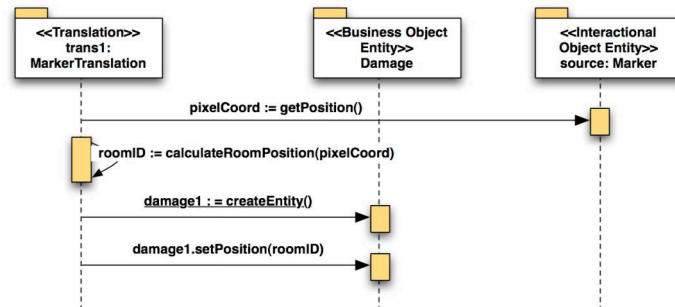 <<Translation>>
trans1:
MarkerTranslation
<<Business Object
Entity>>
Damage
<<Interactional
Object Entity>>
source: Marker
pixelCoord := getPosition()
roomID := calculateRoomPosition(pixelCoord)
damage1 : = createEntity()
damage1.setPosition(roomID)